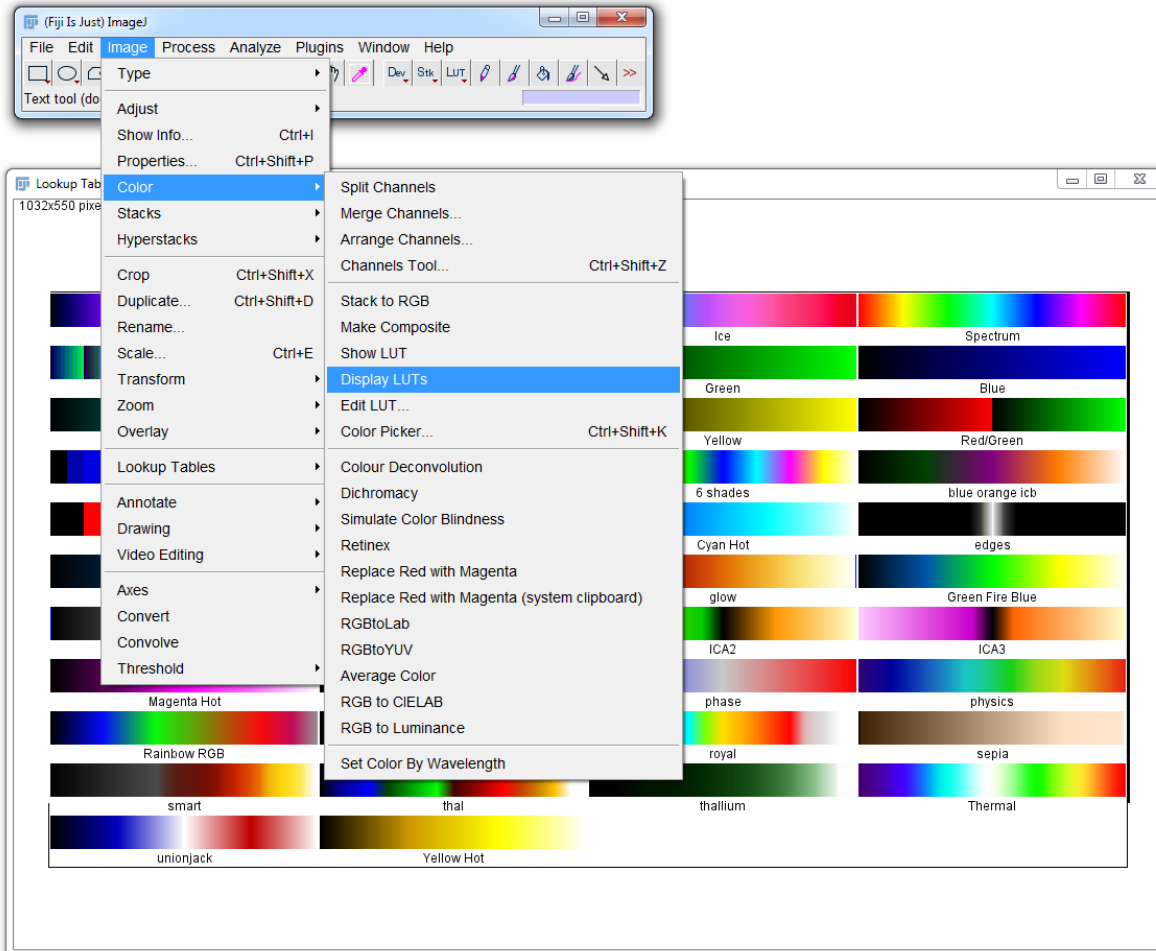 (Fiji Is Just) ImageJ
File Edit Image Process Analyze Plugins Window Help
Dev Stk LUT >>
Text tool (do
Type
Adjust
Show Info... Ctrl+I
Properties... Ctrl+Shift+P
Color
Stacks
Hyperstacks
Crop Ctrl+Shift+X
Duplicate... Ctrl+Shift+D
Rename...
Scale... Ctrl+E
Transform
Zoom
Overlay
Lookup Tables
Annotate
Drawing
Video Editing
Axes
Convert
Convolve
Threshold
Split Channels
Merge Channels...
Arrange Channels...
Channels Tool... Ctrl+Shift+Z
Stack to RGB
Make Composite
Show LUT
Display LUTs
Edit LUT...
Color Picker... Ctrl+Shift+K
Colour Deconvolution
Dichromacy
Simulate Color Blindness
Retinex
Replace Red with Magenta
Replace Red with Magenta (system clipboard)
RGBtoLab
RGBtoYUV
Average Color
RGB to CIELAB
RGB to Luminance
Set Color By Wavelength
Lookup Tab
1032x550 pixe
Ice Spectrum
Green Blue
Yellow Red/Green
6 shades blue orange icb
Cyan Hot edges
glow Green Fire Blue
ICA2 ICA3
Magenta Hot phase physics
Rainbow RGB royal sepia
smart thal thallium Thermal
unionjack Yellow Hot